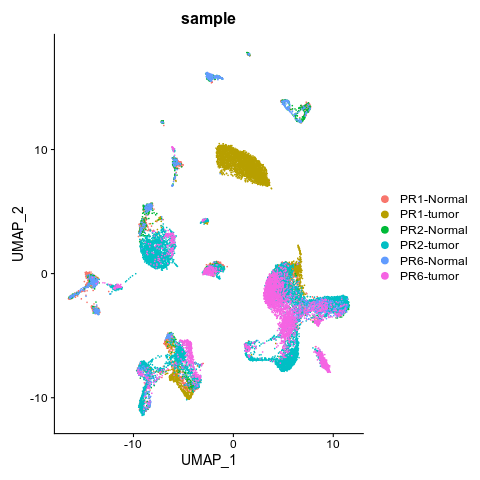 sample
UMAP_2
10
0
-10
-10
0
10
UMAP_1
PR1-Normal
PR1-tumor
PR2-Normal
PR2-tumor
PR6-Normal
PR6-tumor